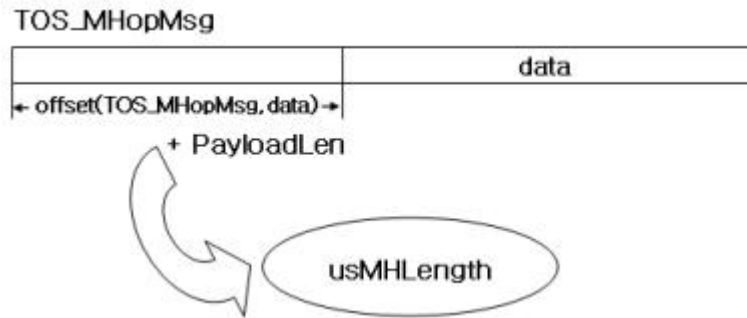 TOS_MHopMsg
data
offset(TOS_MHopMsg, data)
+ PayloadLen
usMHLength